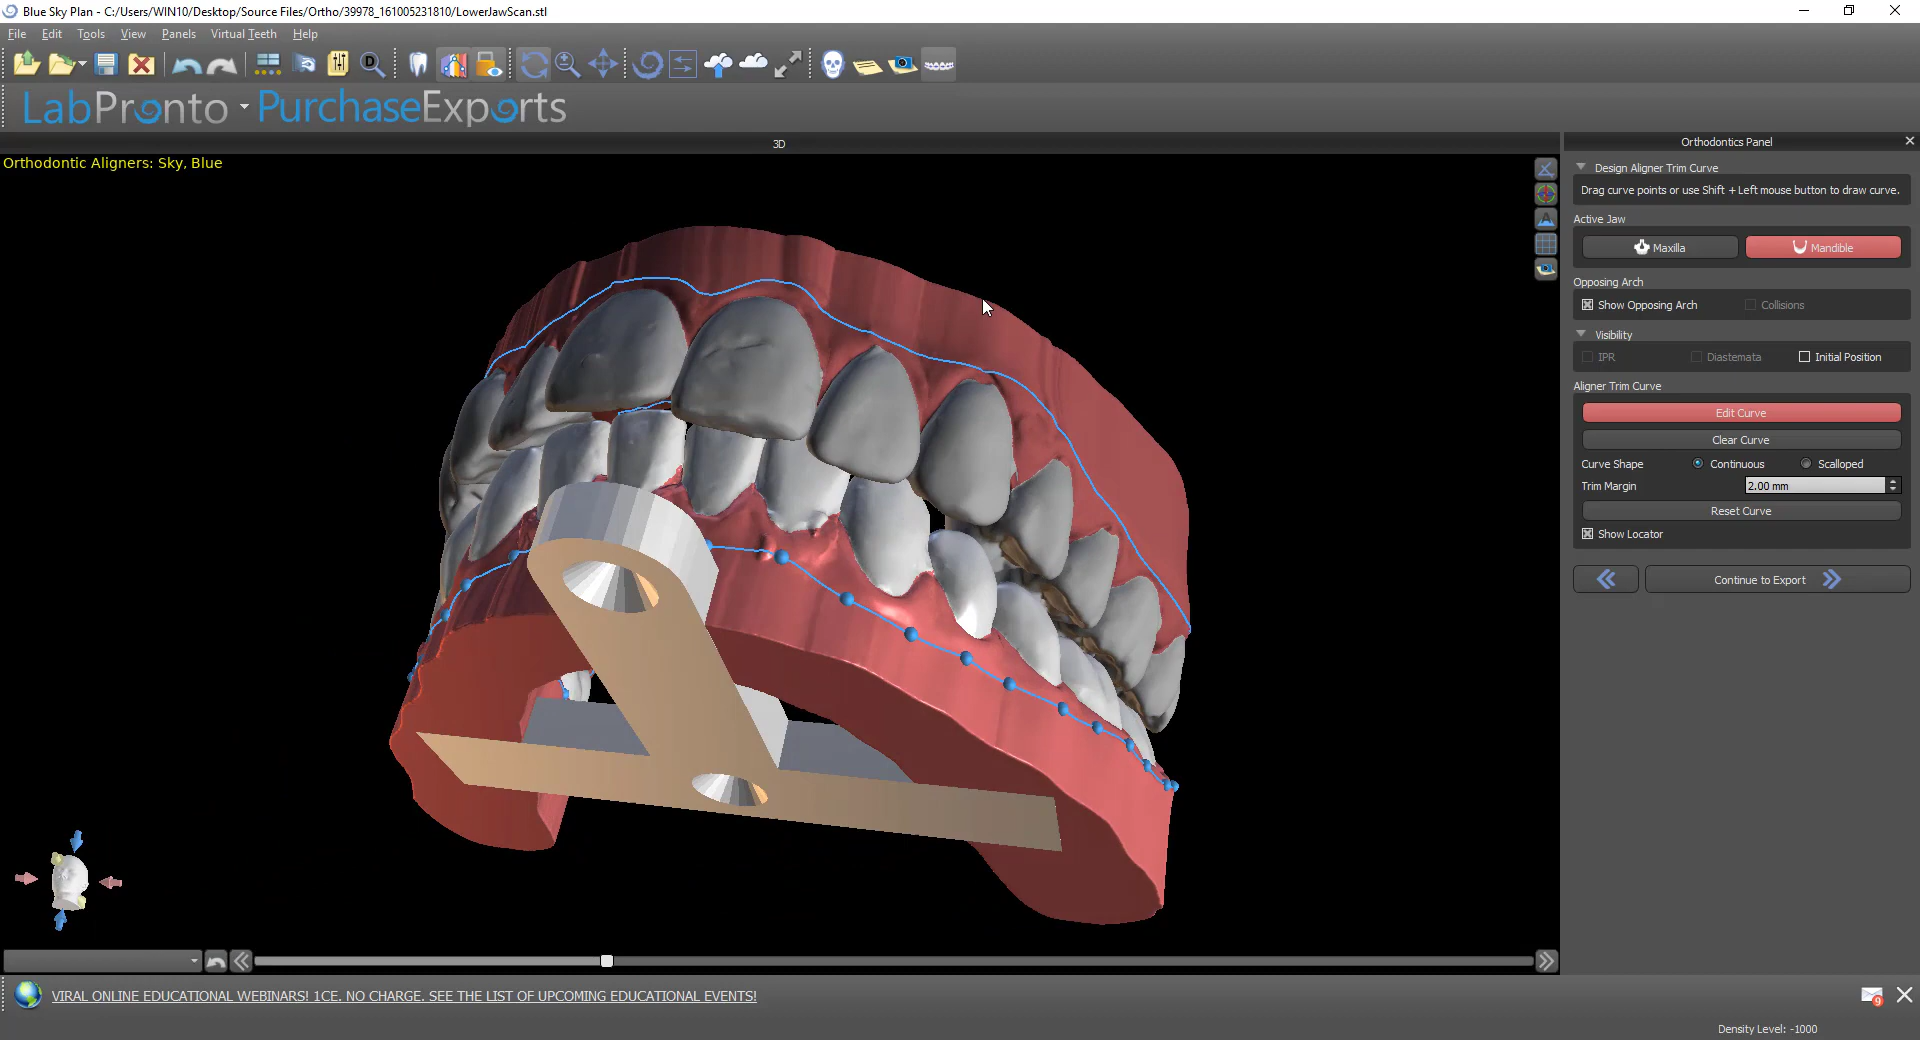 Blue Sky Plan - C:/Users/WIN10/Desktop/Source Files/Ortho/39978_161005231810/LowerJawScan.stl
File Edit Tools View Panels Virtual Teeth Help
D
LabPronto PurchaseExports
3D
Orthodontics Panel
Orthodontic Aligners: Sky, Blue
Design Aligner Trim Curve
Drag curve points or use Shift + Left mouse button to draw curve.
Active Jaw
Maxilla Mandible
Opposing Arch
Show Opposing Arch Collisions
Visibility
IPR Diastemata Initial Position
Aligner Trim Curve
Edit Curve
Clear Curve
Curve Shape Continuous Scalloped
Trim Margin 2.00 mm
Reset Curve
Show Locator
Continue to Export
VIRAL ONLINE EDUCATIONAL WEBINARS! 1CE. NO CHARGE. SEE THE LIST OF UPCOMING EDUCATIONAL EVENTS!
9
Density Level: -1000